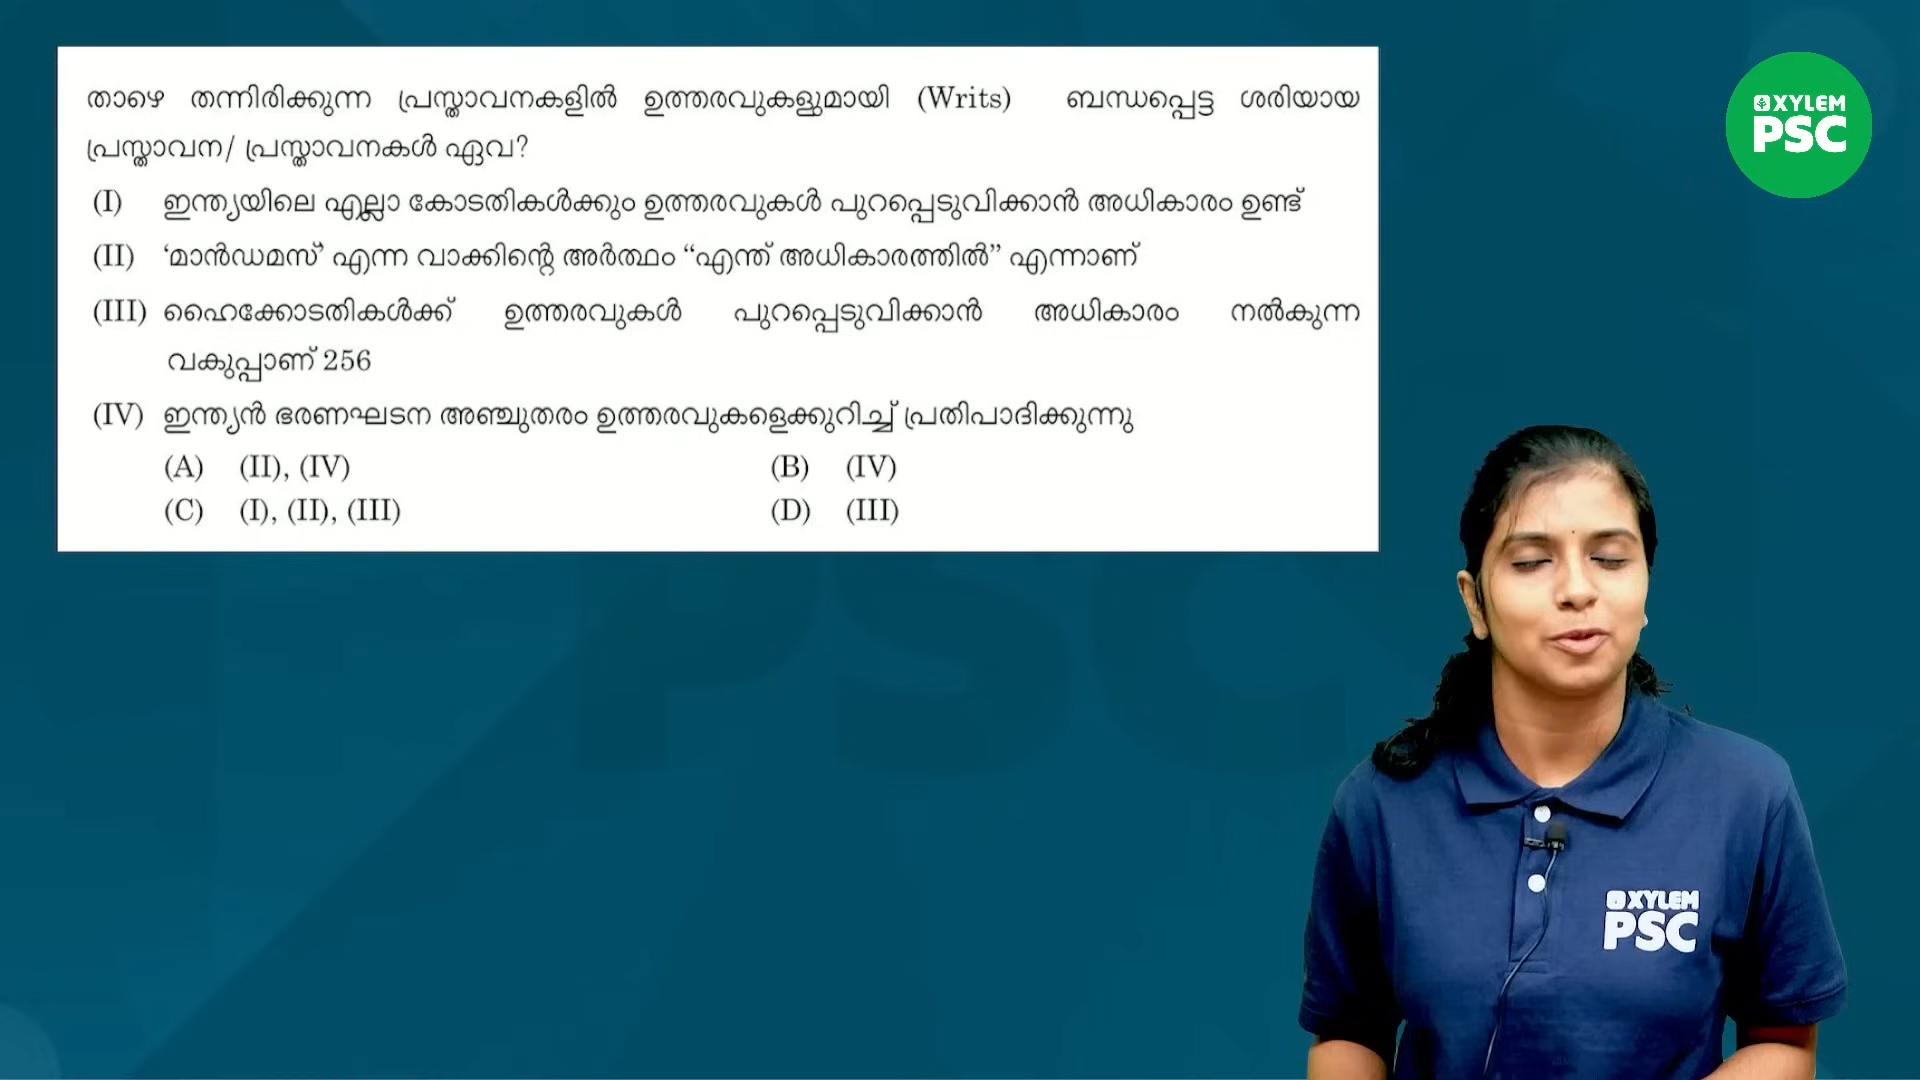 താഴെ തന്നിരിക്കുന്ന പ്രസ്താവനകളിൽ ഉത്തരവുകളുമായി (Writs) ബന്ധപ്പെട്ട ശരിയായ
പ്രസ്താവന/ പ്രസ്താവനകൾ ഏവ?
(I) ഇന്ത്യയിലെ എല്ലാ കോടതികൾക്കും ഉത്തരവുകൾ പുറപ്പെടുവിക്കാൻ അധികാരം ഉണ്ട്
(II) ‘മാൻഡമസ്’ എന്ന വാക്കിന്റെ അർത്ഥം “എന്ത് അധികാരത്തിൽ” എന്നാണ്
(III) ഹൈക്കോടതികൾക്ക് ഉത്തരവുകൾ പുറപ്പെടുവിക്കാൻ അധികാരം നൽകുന്ന
വകുപ്പാണ് 256
(IV) ഇന്ത്യൻ ഭരണഘടന അഞ്ചുതരം ഉത്തരവുകളെക്കുറിച്ച് പ്രതിപാദിക്കുന്നു
(A) (II), (IV) (B) (IV)
(C) (I), (II), (III) (D) (III)
XYLEM
PSC
XYLEM
PSC
PSC